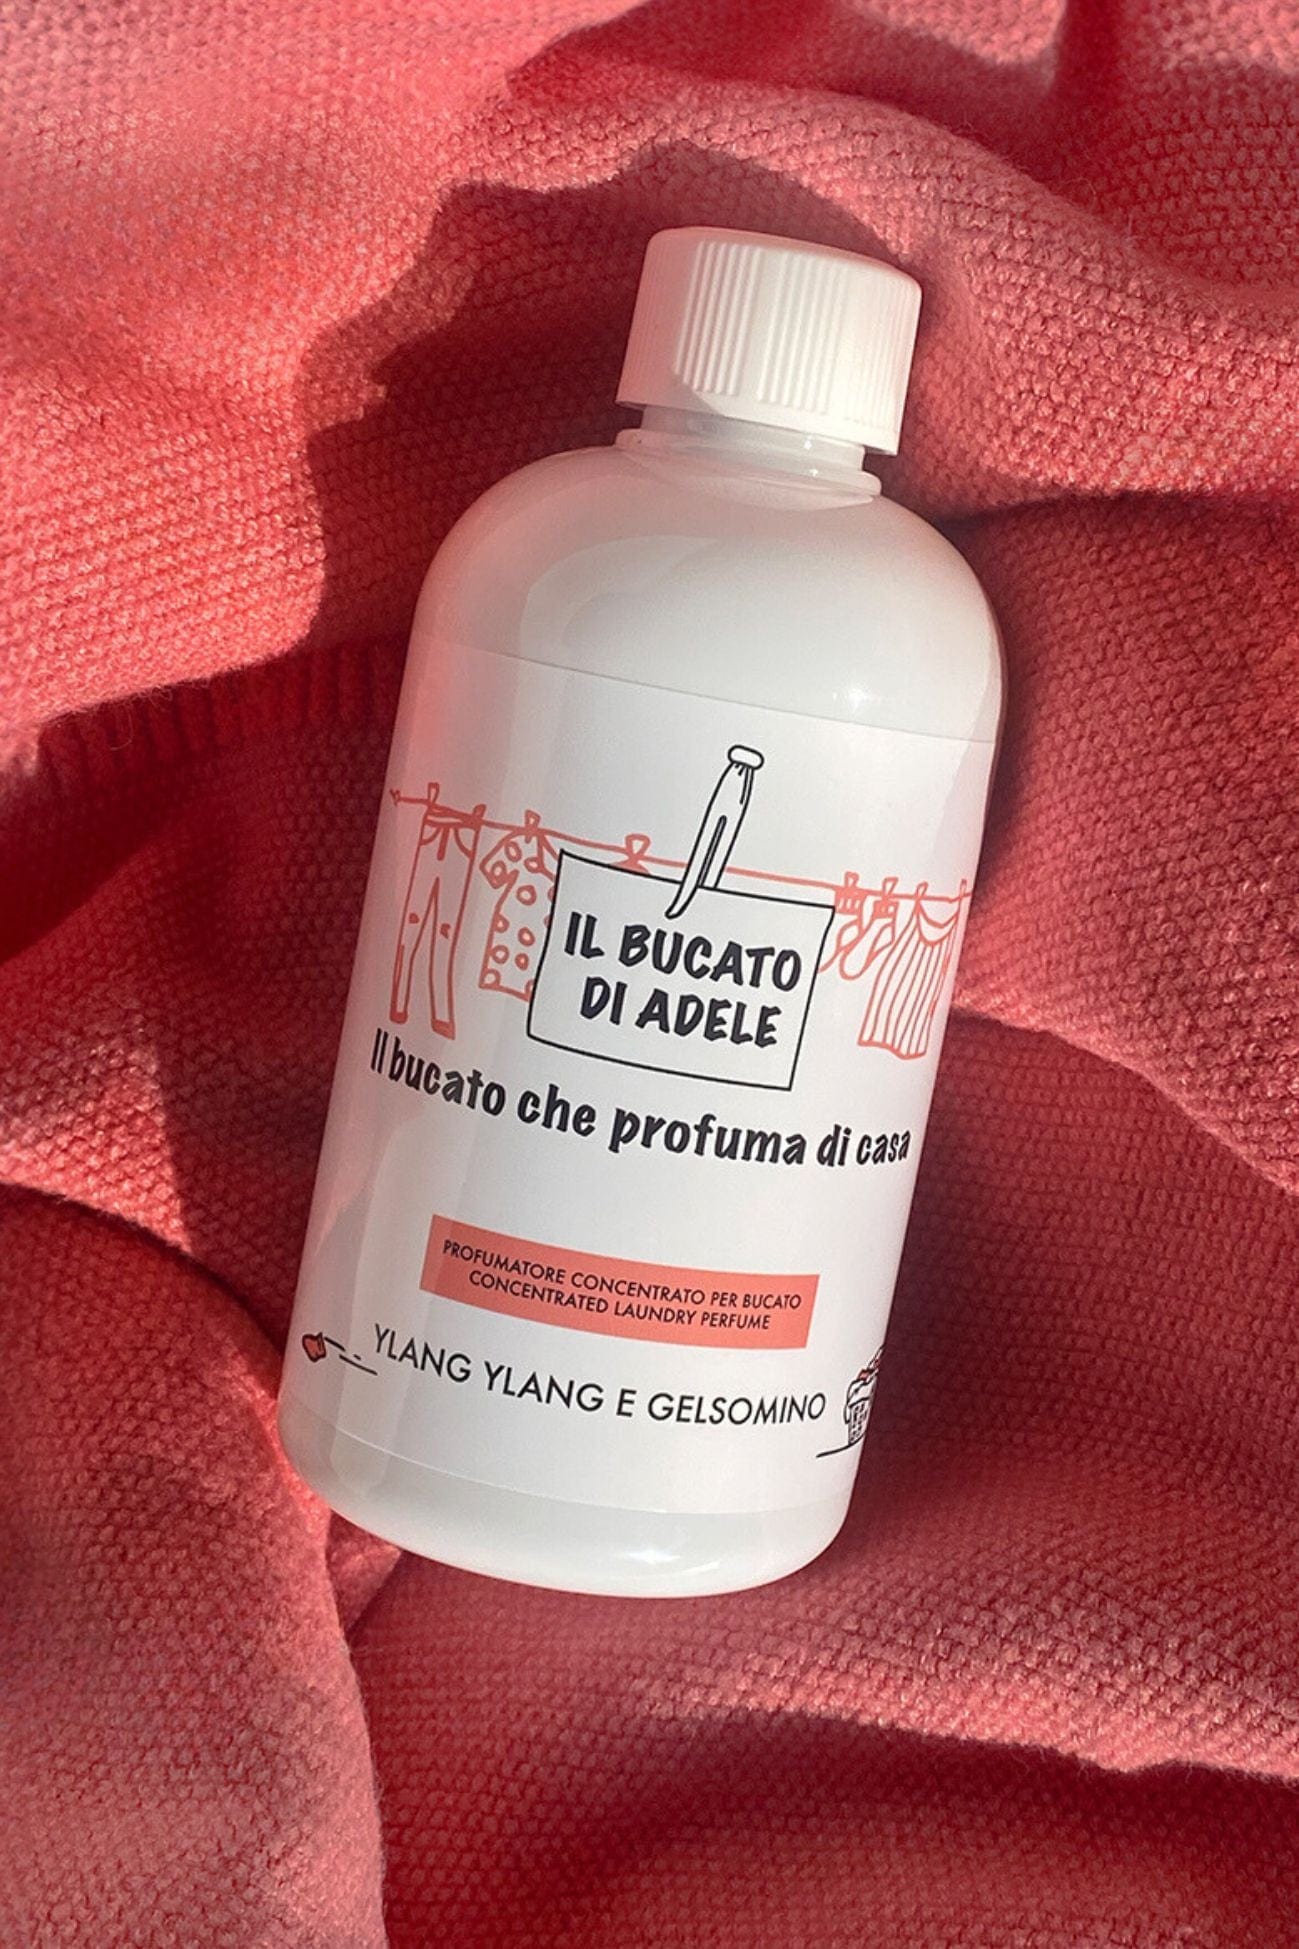 IL BUCATO
DI ADELE
Il bucato che profuma di casa
PROFUMATORE CONCENTRATO PER BUCATO
CONCENTRATED LAUNDRY PERFUME
YLANG YLANG E GELSOMINO